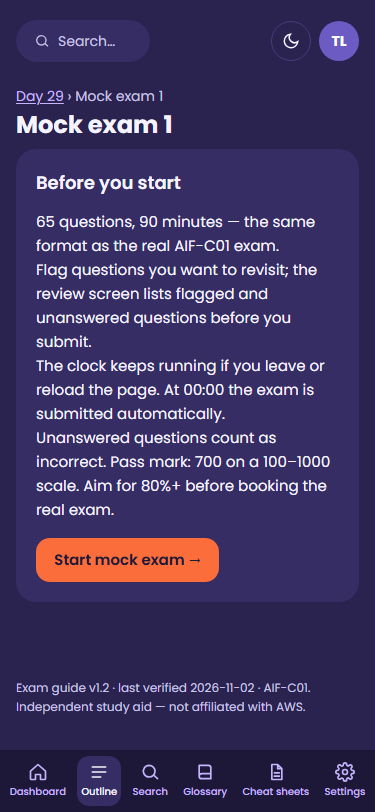 Search...
TL
Day 29 › Mock exam 1
Mock exam 1
Before you start
65 questions, 90 minutes — the same
format as the real AIF-C01 exam.
Flag questions you want to revisit; the
review screen lists flagged and
unanswered questions before you
submit.
The clock keeps running if you leave or
reload the page. At 00:00 the exam is
submitted automatically.
Unanswered questions count as
incorrect. Pass mark: 700 on a 100–1000
scale. Aim for 80%+ before booking the
real exam.
Start mock exam →
Exam guide v1.2 · last verified 2026-11-02 · AIF-C01.
Independent study aid — not affiliated with AWS.
Dashboard Outline Search Glossary Cheat sheets Settings